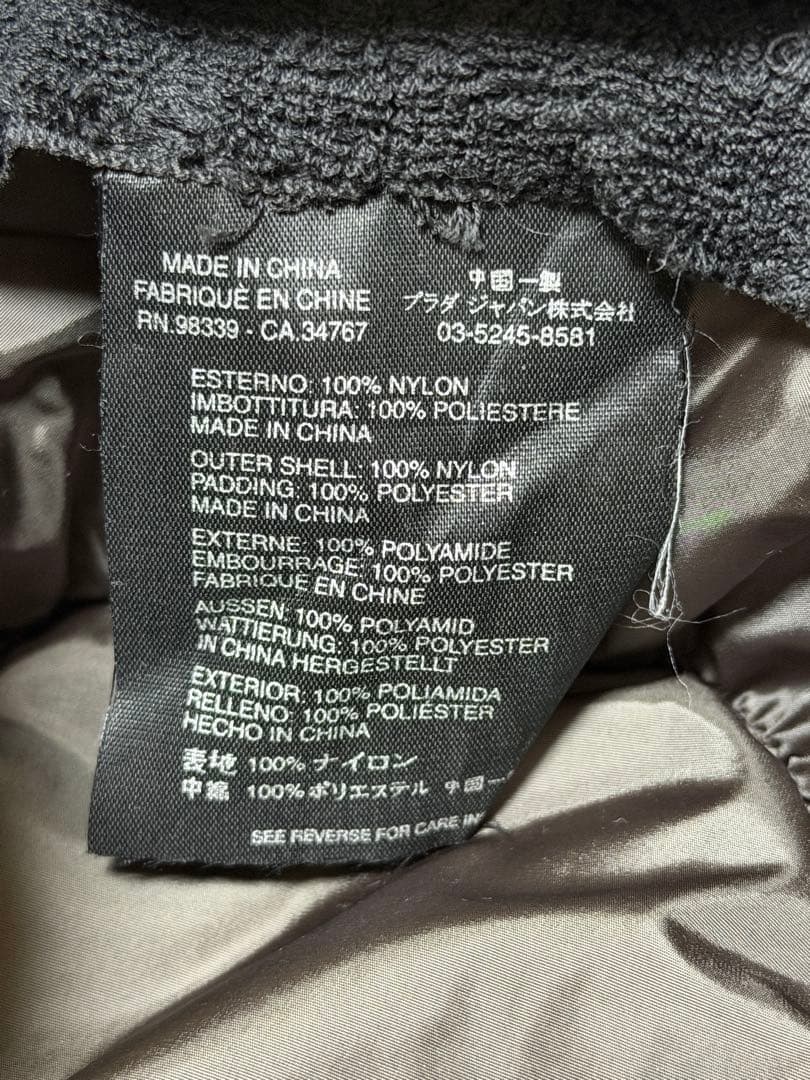 MADE IN CHINA
FABRIQUÉ EN CHINE
RN.98339 - CA.34767
中国一製
プラダ ジャパン株式会社
03-5245-8581
ESTERNO: 100% NYLON
IMBOTTITURA: 100% POLIESTERE
MADE IN CHINA
OUTER SHELL: 100% NYLON
PADDING: 100% POLYESTER
MADE IN CHINA
EXTERNE: 100% POLYAMIDE
EMBOURRAGE: 100% POLYESTER
FABRIQUÉ EN CHINE
AUSSEN: 100% POLYAMID
WATTIERUNG: 100% POLYESTER
IN CHINA HERGESTELLT
EXTERIOR: 100% POLIAMIDA
RELLENO: 100% POLIÉSTER
HECHO IN CHINA
表地 100% ナイロン
中綿 100% ポリエステル 中国一
SEE REVERSE FOR CARE